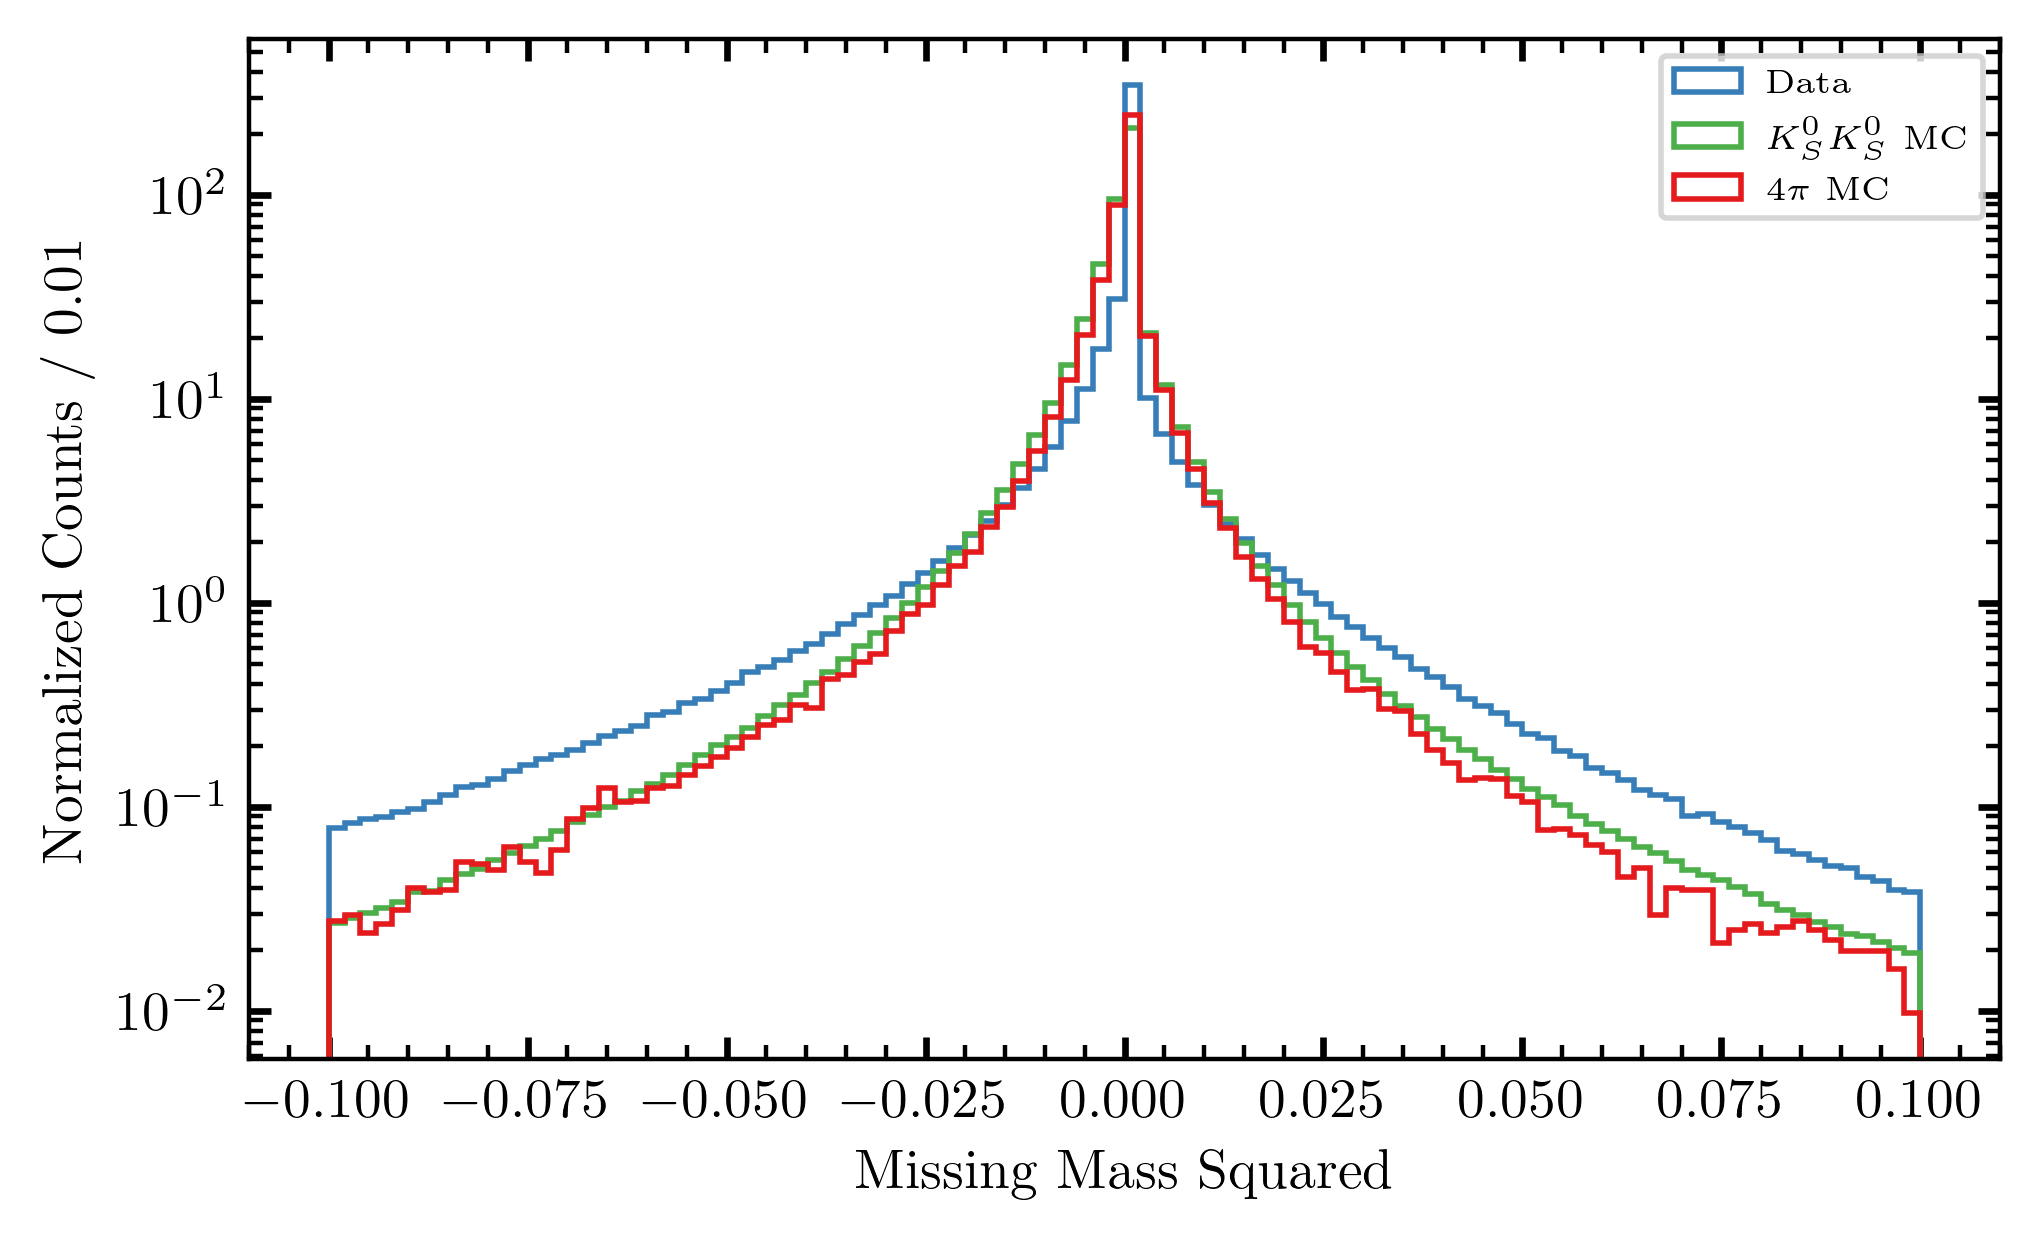 Data
K_S^0 K_S^0 MC
4π MC
Normalized Counts / 0.01
10^2
10^1
10^0
10^−1
10^−2
−0.100 −0.075 −0.050 −0.025 0.000 0.025 0.050 0.075 0.100
Missing Mass Squared